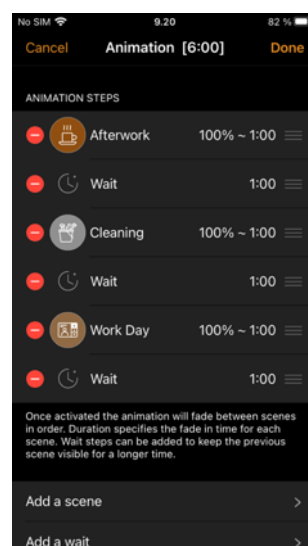 No SIM 9.20 82 %
Cancel Animation [6:00] Done
ANIMATION STEPS
Afterwork 100% ~ 1:00
Wait 1:00
Cleaning 100% ~ 1:00
Wait 1:00
Work Day 100% ~ 1:00
Wait 1:00
Once activated the animation will fade between scenes
in order. Duration specifies the fade in time for each
scene. Wait steps can be added to keep the previous
scene visible for a longer time.
Add a scene
Add a wait